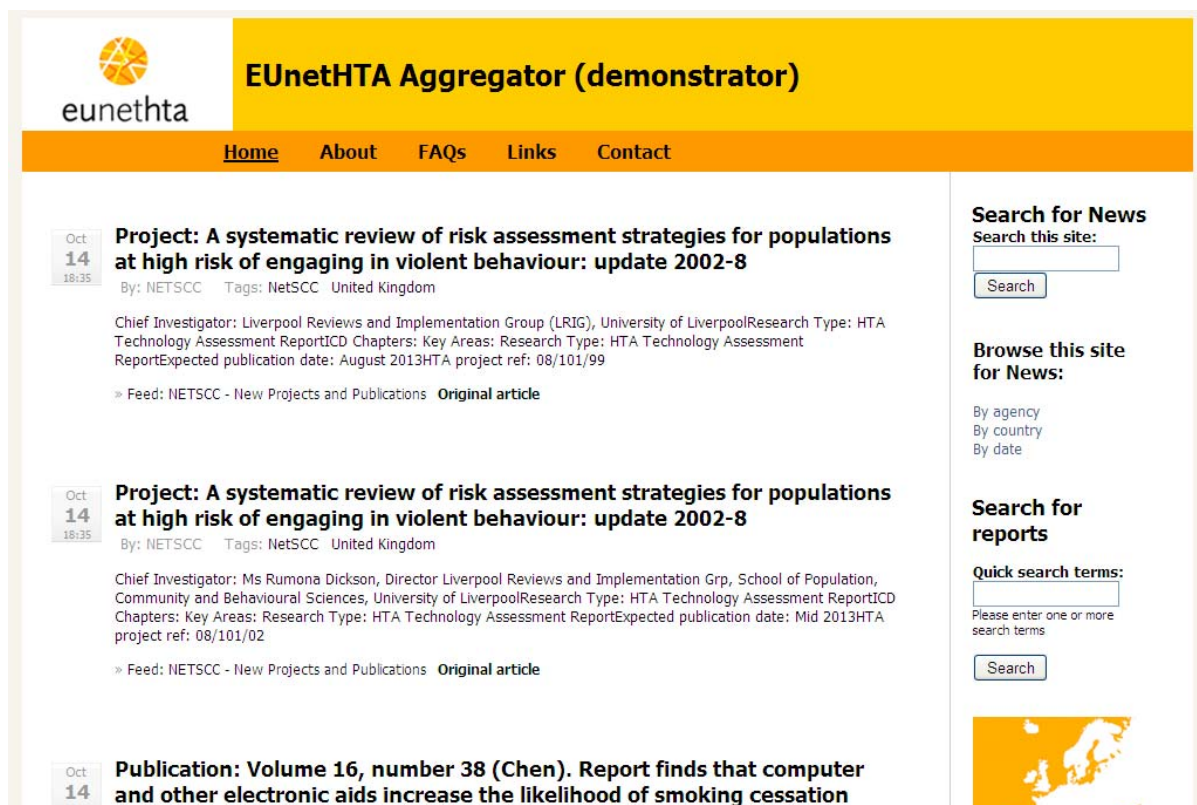 eunethta
EUnetHTA Aggregator (demonstrator)
Home About FAQs Links Contact
Oct
14
18:35
Project: A systematic review of risk assessment strategies for populations
at high risk of engaging in violent behaviour: update 2002-8
By: NETSCC Tags: NetSCC United Kingdom
Chief Investigator: Liverpool Reviews and Implementation Group (LRIG), University of LiverpoolResearch Type: HTA
Technology Assessment ReportICD Chapters: Key Areas: Research Type: HTA Technology Assessment
ReportExpected publication date: August 2013HTA project ref: 08/101/99
» Feed: NETSCC - New Projects and Publications Original article
Oct
14
18:35
Project: A systematic review of risk assessment strategies for populations
at high risk of engaging in violent behaviour: update 2002-8
By: NETSCC Tags: NetSCC United Kingdom
Chief Investigator: Ms Rumona Dickson, Director Liverpool Reviews and Implementation Grp, School of Population,
Community and Behavioural Sciences, University of LiverpoolResearch Type: HTA Technology Assessment ReportICD
Chapters: Key Areas: Research Type: HTA Technology Assessment ReportExpected publication date: Mid 2013HTA
project ref: 08/101/02
» Feed: NETSCC - New Projects and Publications Original article
Oct
14
Publication: Volume 16, number 38 (Chen). Report finds that computer
and other electronic aids increase the likelihood of smoking cessation
Search for News
Search this site:
Search
Browse this site
for News:
By agency
By country
By date
Search for
reports
Quick search terms:
Please enter one or more
search terms
Search